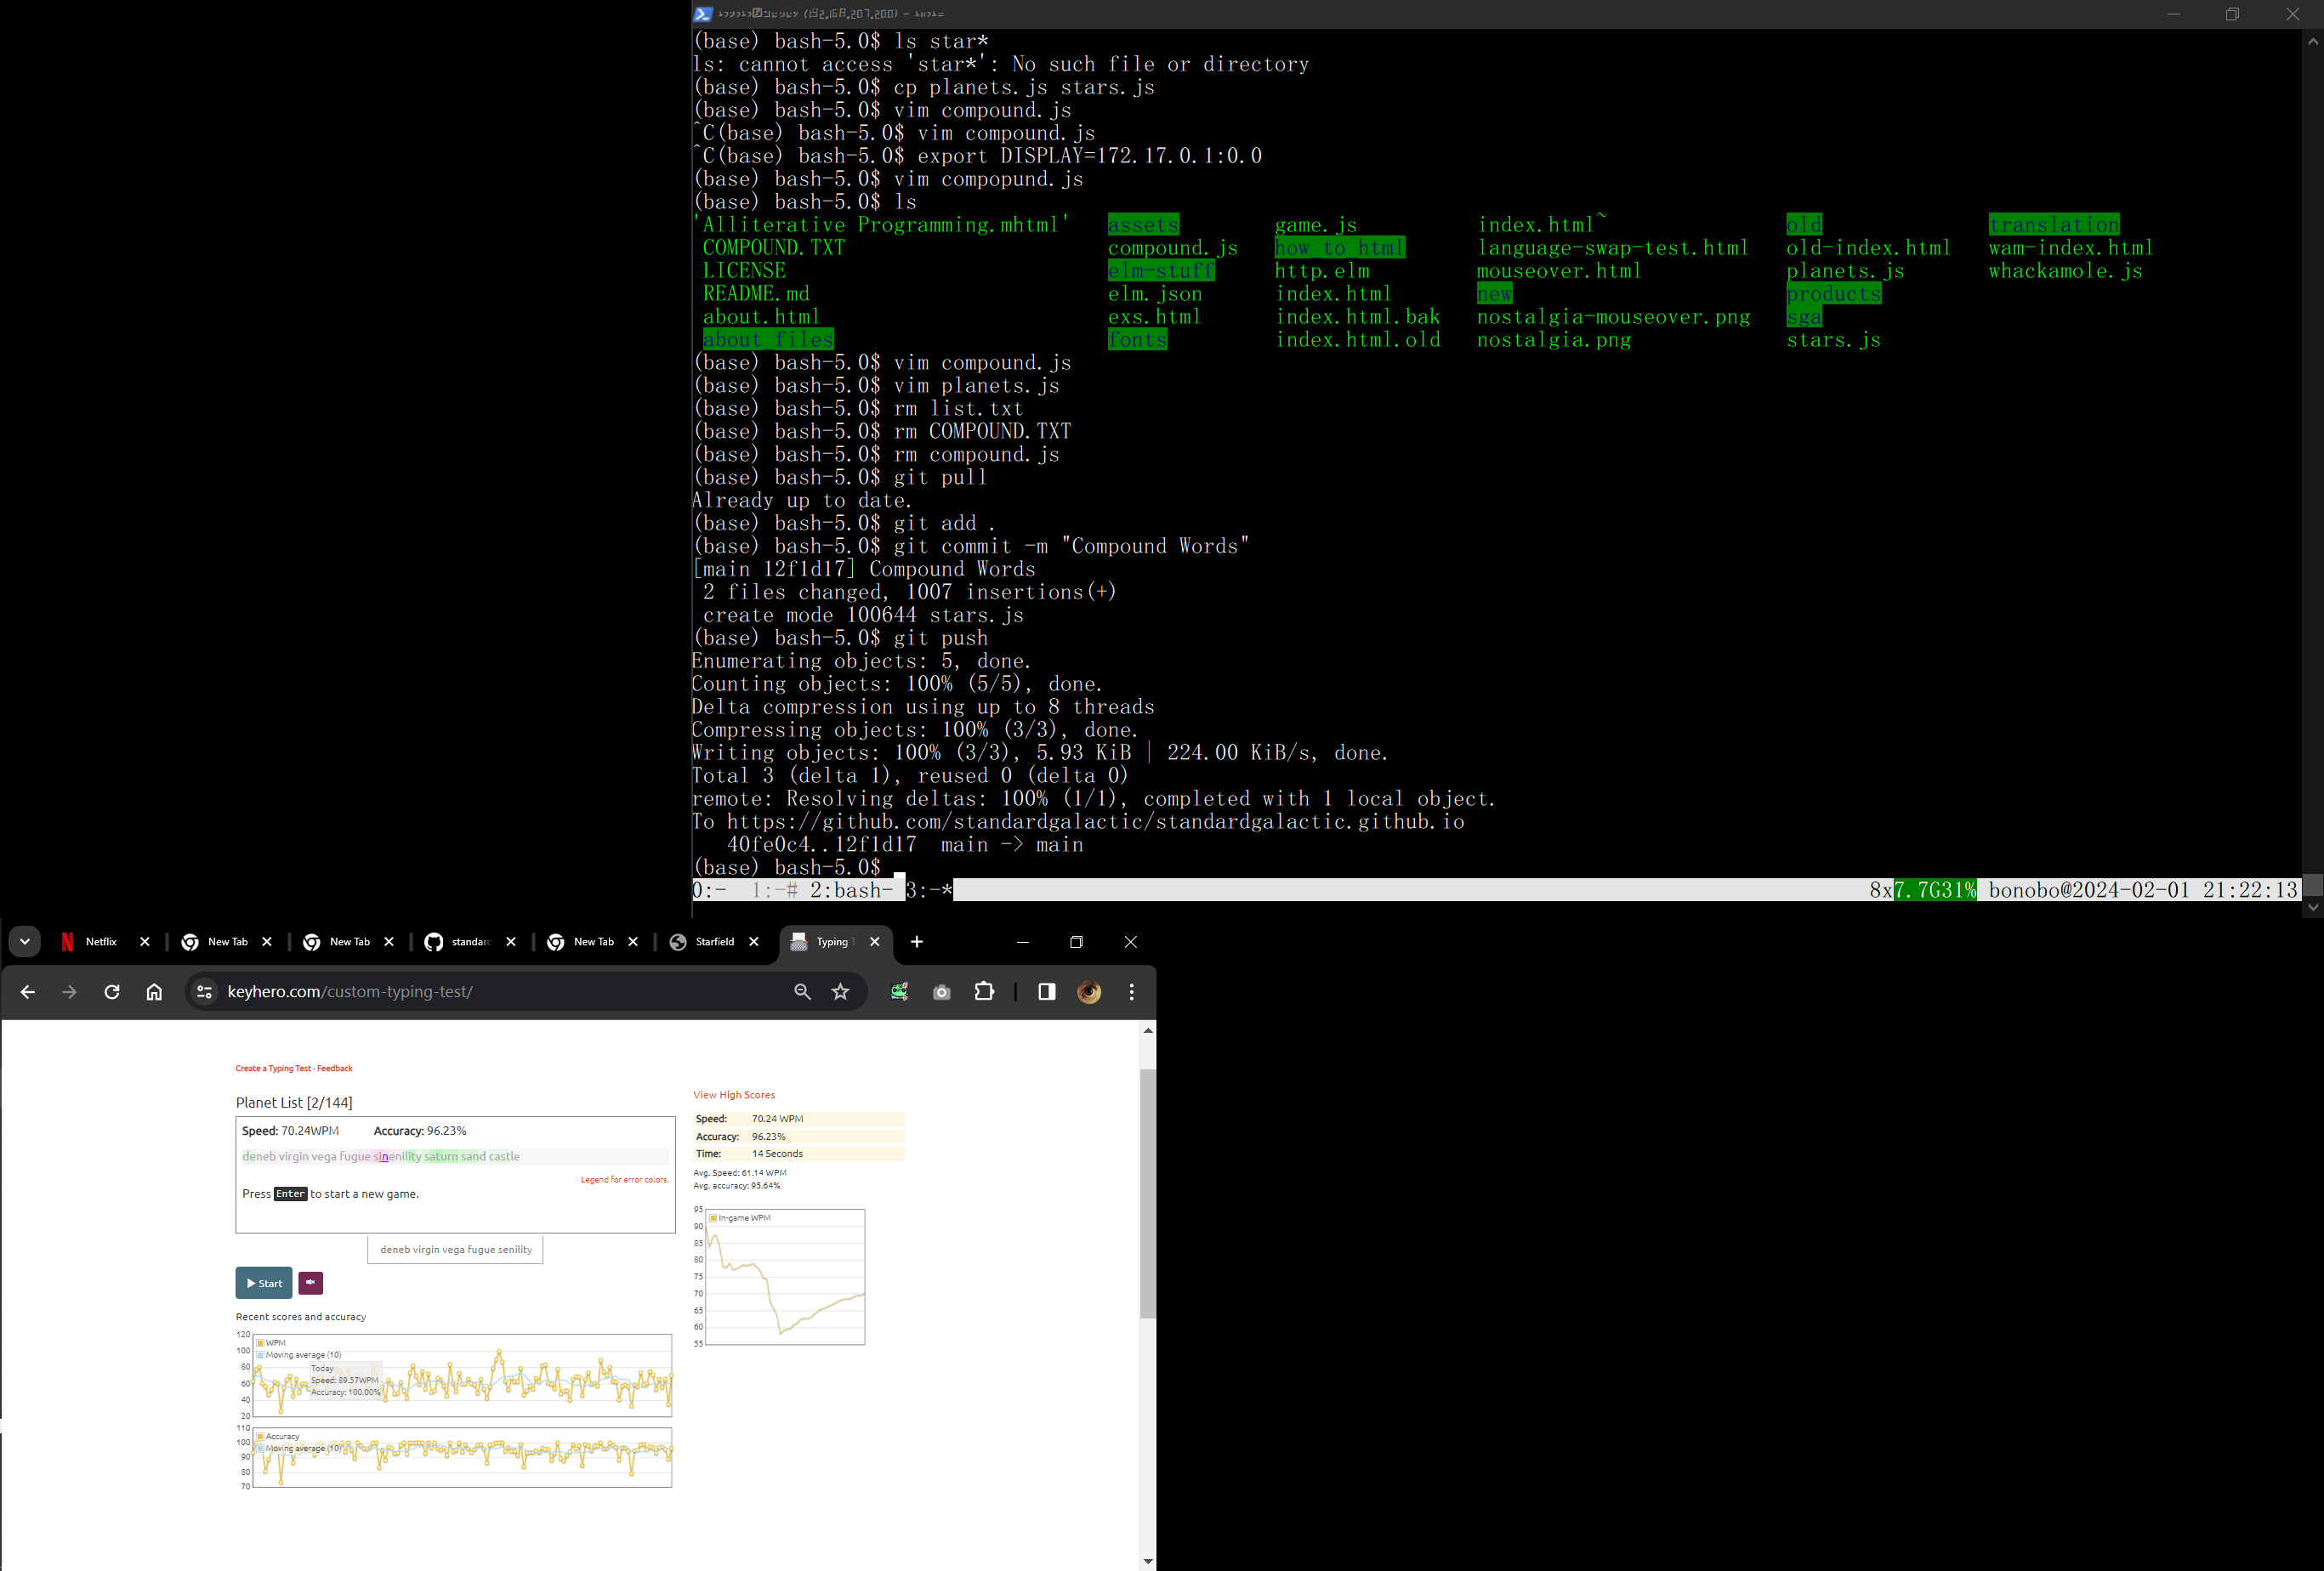 (192.168.207.200)
(base) bash-5.0$ ls star*
ls: cannot access 'star*': No such file or directory
(base) bash-5.0$ cp planets.js stars.js
(base) bash-5.0$ vim compound.js
^C(base) bash-5.0$ vim compound.js
^C(base) bash-5.0$ export DISPLAY=172.17.0.1:0.0
(base) bash-5.0$ vim compopund.js
(base) bash-5.0$ ls
'Alliterative Programming.mhtml' assets game.js index.html~ old translation
COMPOUND.TXT compound.js how_to_html language-swap-test.html old-index.html wam-index.html
LICENSE elm-stuff http.elm mouseover.html planets.js whackamole.js
README.md elm.json index.html new products
about.html exs.html index.html.bak nostalgia-mouseover.png sga
about_files fonts index.html.old nostalgia.png stars.js
(base) bash-5.0$ vim compound.js
(base) bash-5.0$ vim planets.js
(base) bash-5.0$ rm list.txt
(base) bash-5.0$ rm COMPOUND.TXT
(base) bash-5.0$ rm compound.js
(base) bash-5.0$ git pull
Already up to date.
(base) bash-5.0$ git add .
(base) bash-5.0$ git commit -m "Compound Words"
[main 12f1d17] Compound Words
2 files changed, 1007 insertions(+)
create mode 100644 stars.js
(base) bash-5.0$ git push
Enumerating objects: 5, done.
Counting objects: 100% (5/5), done.
Delta compression using up to 8 threads
Compressing objects: 100% (3/3), done.
Writing objects: 100% (3/3), 5.93 KiB | 224.00 KiB/s, done.
Total 3 (delta 1), reused 0 (delta 0)
remote: Resolving deltas: 100% (1/1), completed with 1 local object.
To https://github.com/standardgalactic/standardgalactic.github.io
40fe0c4..12f1d17 main -> main
(base) bash-5.0$
0:- 1:-# 2:bash- 3:-* 8x7.7G31% bonobo@2024-02-01 21:22:13
Netflix New Tab New Tab standard New Tab Starfield Typing T
keyhero.com/custom-typing-test/
Create a Typing Test · Feedback
Planet List [2/144]
Speed: 70.24WPM Accuracy: 96.23%
deneb virgin vega fugue sinenility saturn sand castle
Legend for error colors.
Press Enter to start a new game.
deneb virgin vega fugue senility
Start
Recent scores and accuracy
120
100
80
60
40
20
WPM
Moving average (10)
Today
Speed: 89.57WPM
Accuracy: 100.00%
110
100
90
80
70
Accuracy
Moving average (10)
View High Scores
Speed: 70.24 WPM
Accuracy: 96.23%
Time: 14 Seconds
Avg. Speed: 61.14 WPM
Avg. accuracy: 93.64%
In-game WPM
95
90
85
80
75
70
65
60
55